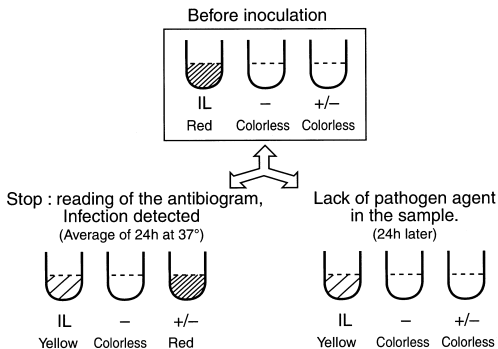 Before inoculation
IL – +/–
Red Colorless Colorless
Stop : reading of the antibiogram,
Infection detected
(Average of 24h at 37°)
IL – +/–
Yellow Colorless Red
Lack of pathogen agent
in the sample.
(24h later)
IL – +/–
Yellow Colorless Colorless